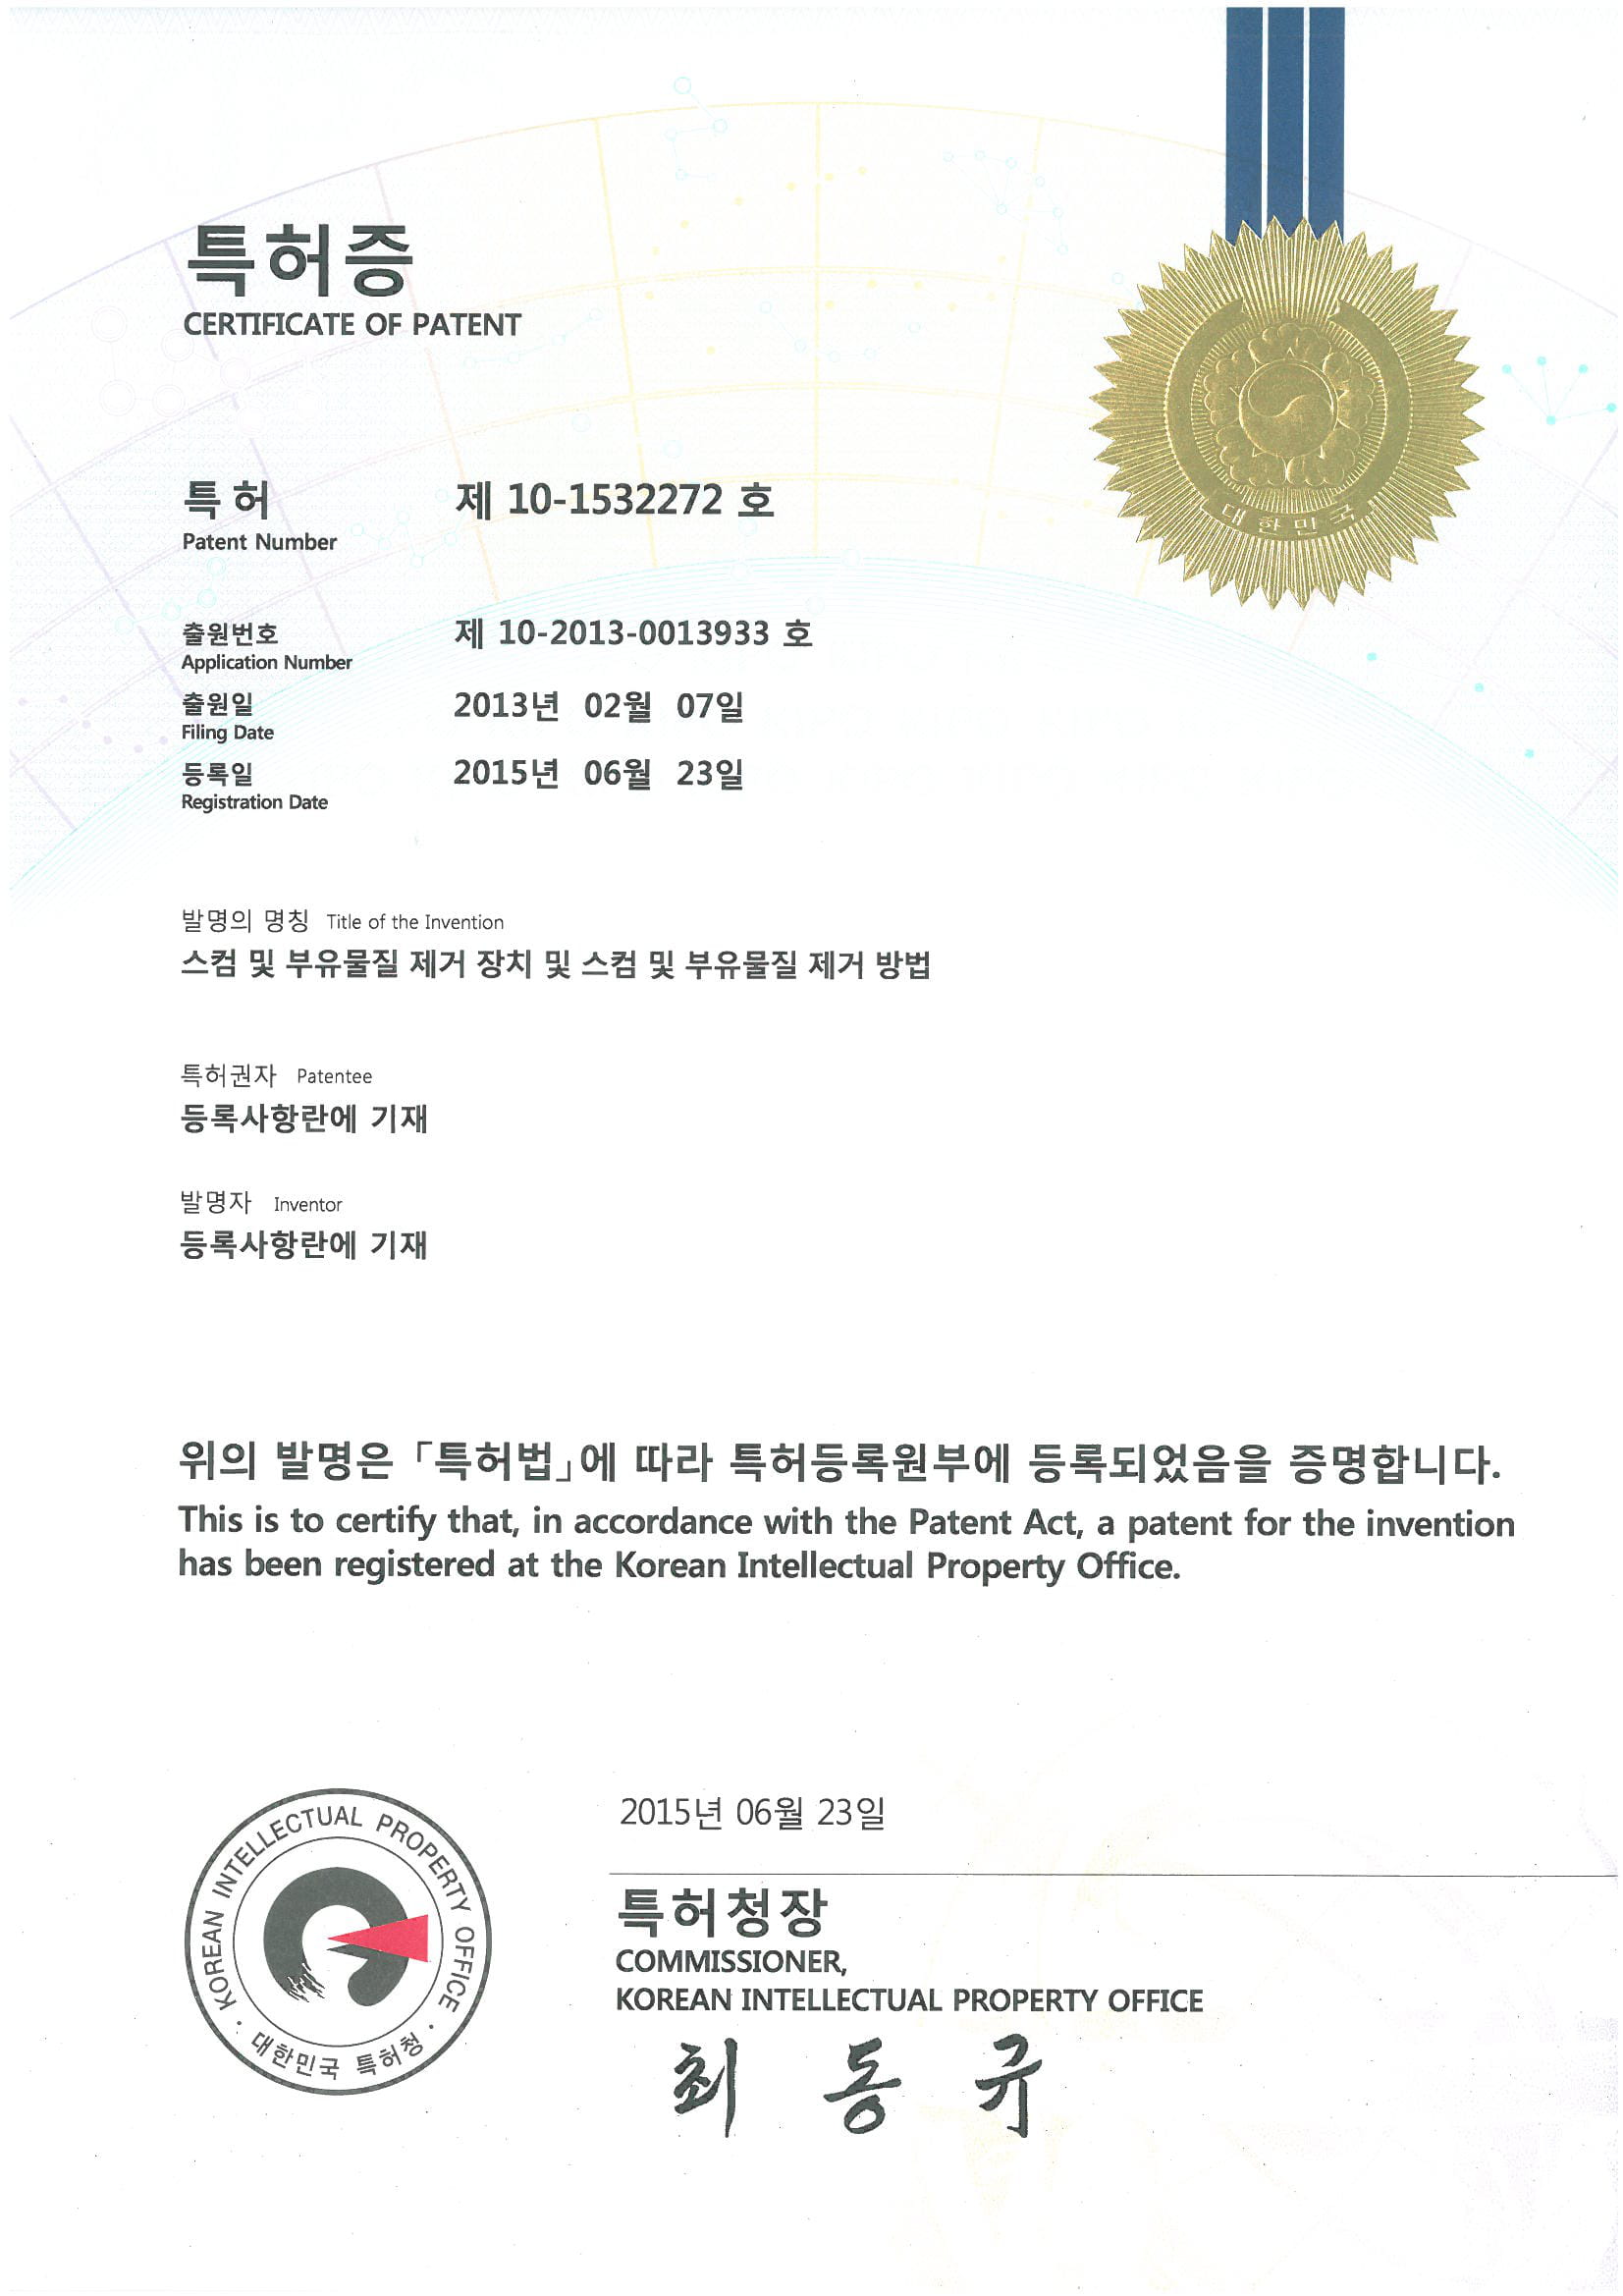 특허증
CERTIFICATE OF PATENT
대한민국
특허 제 10-1532272 호
Patent Number
출원번호 제 10-2013-0013933 호
Application Number
출원일 2013년 02월 07일
Filing Date
등록일 2015년 06월 23일
Registration Date
발명의 명칭 Title of the Invention
스컴 및 부유물질 제거 장치 및 스컴 및 부유물질 제거 방법
특허권자 Patentee
등록사항란에 기재
발명자 Inventor
등록사항란에 기재
위의 발명은 「특허법」에 따라 특허등록원부에 등록되었음을 증명합니다.
This is to certify that, in accordance with the Patent Act, a patent for the invention
has been registered at the Korean Intellectual Property Office.
2015년 06월 23일
특허청장
COMMISSIONER,
KOREAN INTELLECTUAL PROPERTY OFFICE
최동규
KOREAN INTELLECTUAL PROPERTY OFFICE
대한민국 특허청